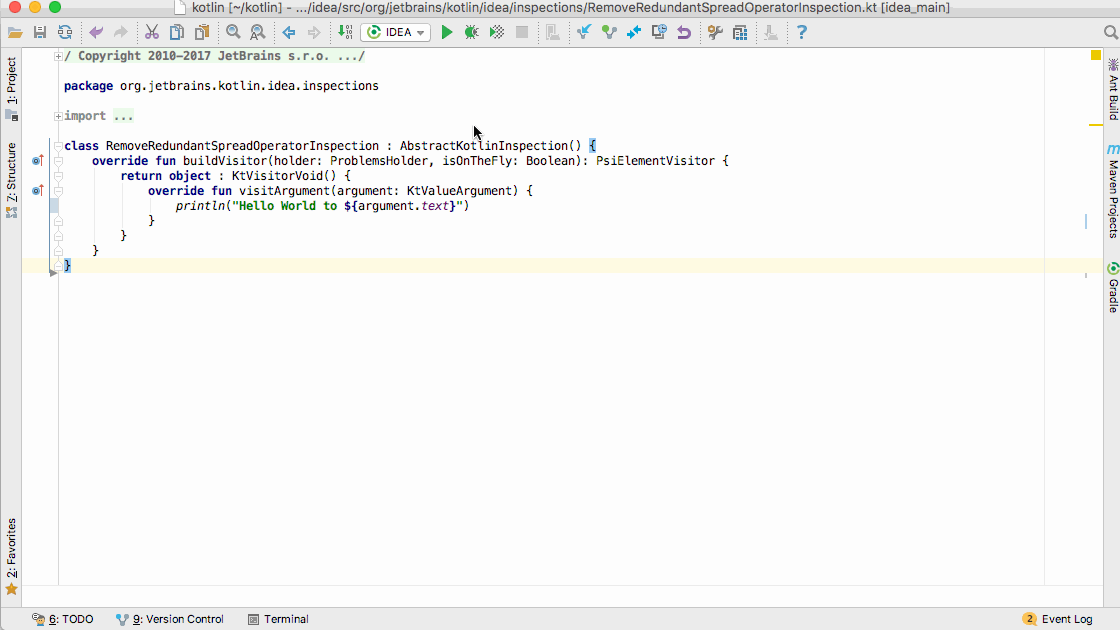 kotlin [~/kotlin] - .../idea/src/org/jetbrains/kotlin/idea/inspections/RemoveRedundantSpreadOperatorInspection.kt [idea_main]
IDEA
?
/ Copyright 2010-2017 JetBrains s.r.o. .../
package org.jetbrains.kotlin.idea.inspections
import ...
class RemoveRedundantSpreadOperatorInspection : AbstractKotlinInspection() {
override fun buildVisitor(holder: ProblemsHolder, isOnTheFly: Boolean): PsiElementVisitor {
return object : KtVisitorVoid() {
override fun visitArgument(argument: KtValueArgument) {
println("Hello World to ${argument.text}")
}
}
}
}
1: Project
7: Structure
2: Favorites
Ant Build
m
Maven Projects
Gradle
6: TODO
9: Version Control
Terminal
2
Event Log